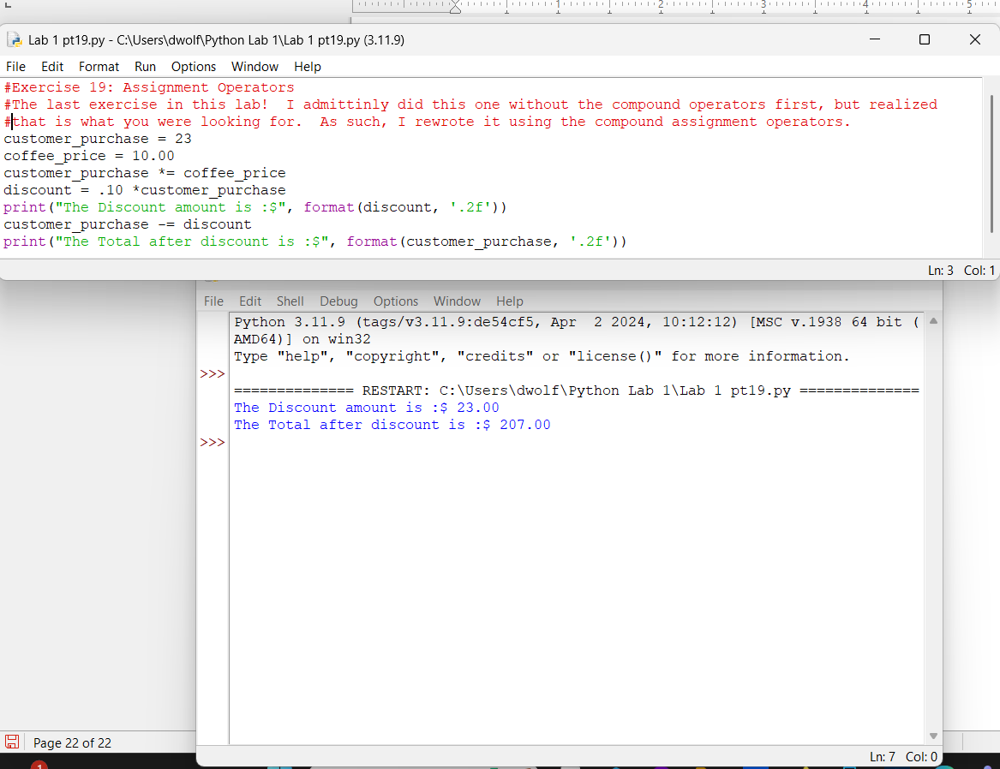 1 2 3 4 5
Lab 1 pt19.py - C:\Users\dwolf\Python Lab 1\Lab 1 pt19.py (3.11.9)
File Edit Format Run Options Window Help
#Exercise 19: Assignment Operators
#The last exercise in this lab!  I admittinly did this one without the compound operators first, but realized
#that is what you were looking for.  As such, I rewrote it using the compound assignment operators.
customer_purchase = 23
coffee_price = 10.00
customer_purchase *= coffee_price
discount = .10 *customer_purchase
print("The Discount amount is :$", format(discount, '.2f'))
customer_purchase -= discount
print("The Total after discount is :$", format(customer_purchase, '.2f'))
Ln: 3 Col: 1
File Edit Shell Debug Options Window Help
Python 3.11.9 (tags/v3.11.9:de54cf5, Apr  2 2024, 10:12:12) [MSC v.1938 64 bit (
AMD64)] on win32
Type "help", "copyright", "credits" or "license()" for more information.
>>>
============== RESTART: C:\Users\dwolf\Python Lab 1\Lab 1 pt19.py ==============
The Discount amount is :$ 23.00
The Total after discount is :$ 207.00
>>>
Page 22 of 22
Ln: 7 Col: 0
1